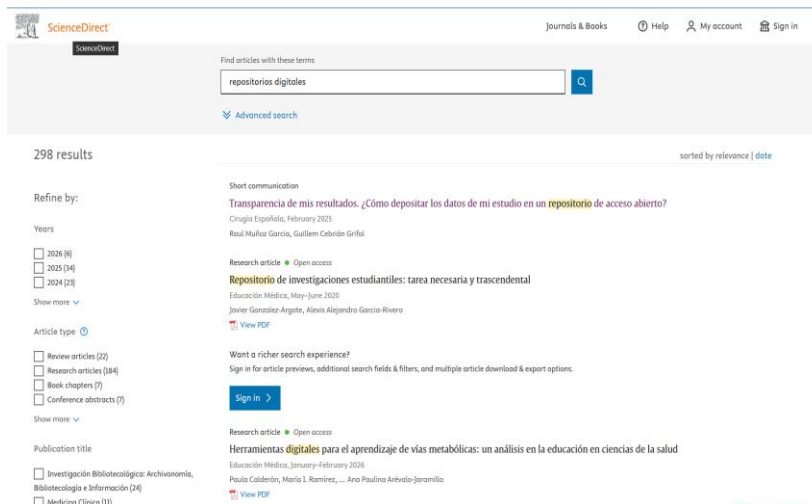 ScienceDirect
Journals & Books
Help
My account
Sign in
ScienceDirect
Find articles with these terms
repositorios digitales
Advanced search
298 results
sorted by relevance | date
Refine by:
Years
2026 (6)
2025 (34)
2024 (23)
Show more
Article type
Review articles (22)
Research articles (184)
Book chapters (7)
Conference abstracts (7)
Show more
Publication title
Investigación Bibliotecológica: Archivonomía,
Bibliotecología e Información (24)
Medicina Clínica (11)
Short communication
Transparencia de mis resultados. ¿Cómo depositar los datos de mi estudio en un repositorio de acceso abierto?
Cirugía Española, February 2025
Raul Muñoz Garcia, Guillem Cebrián Grifol
Research article Open access
Repositorio de investigaciones estudiantiles: tarea necesaria y trascendental
Educación Médica, May–June 2020
Javier Gonzalez-Argote, Alexis Alejandro Garcia-Rivero
View PDF
Want a richer search experience?
Sign in for article previews, additional search fields & filters, and multiple article download & export options.
Sign in >
Research article Open access
Herramientas digitales para el aprendizaje de vías metabólicas: un análisis en la educación en ciencias de la salud
Educación Médica, January–February 2026
Paula Calderón, María I. Ramírez, ... Ana Paulina Arévalo-Jaramillo
View PDF